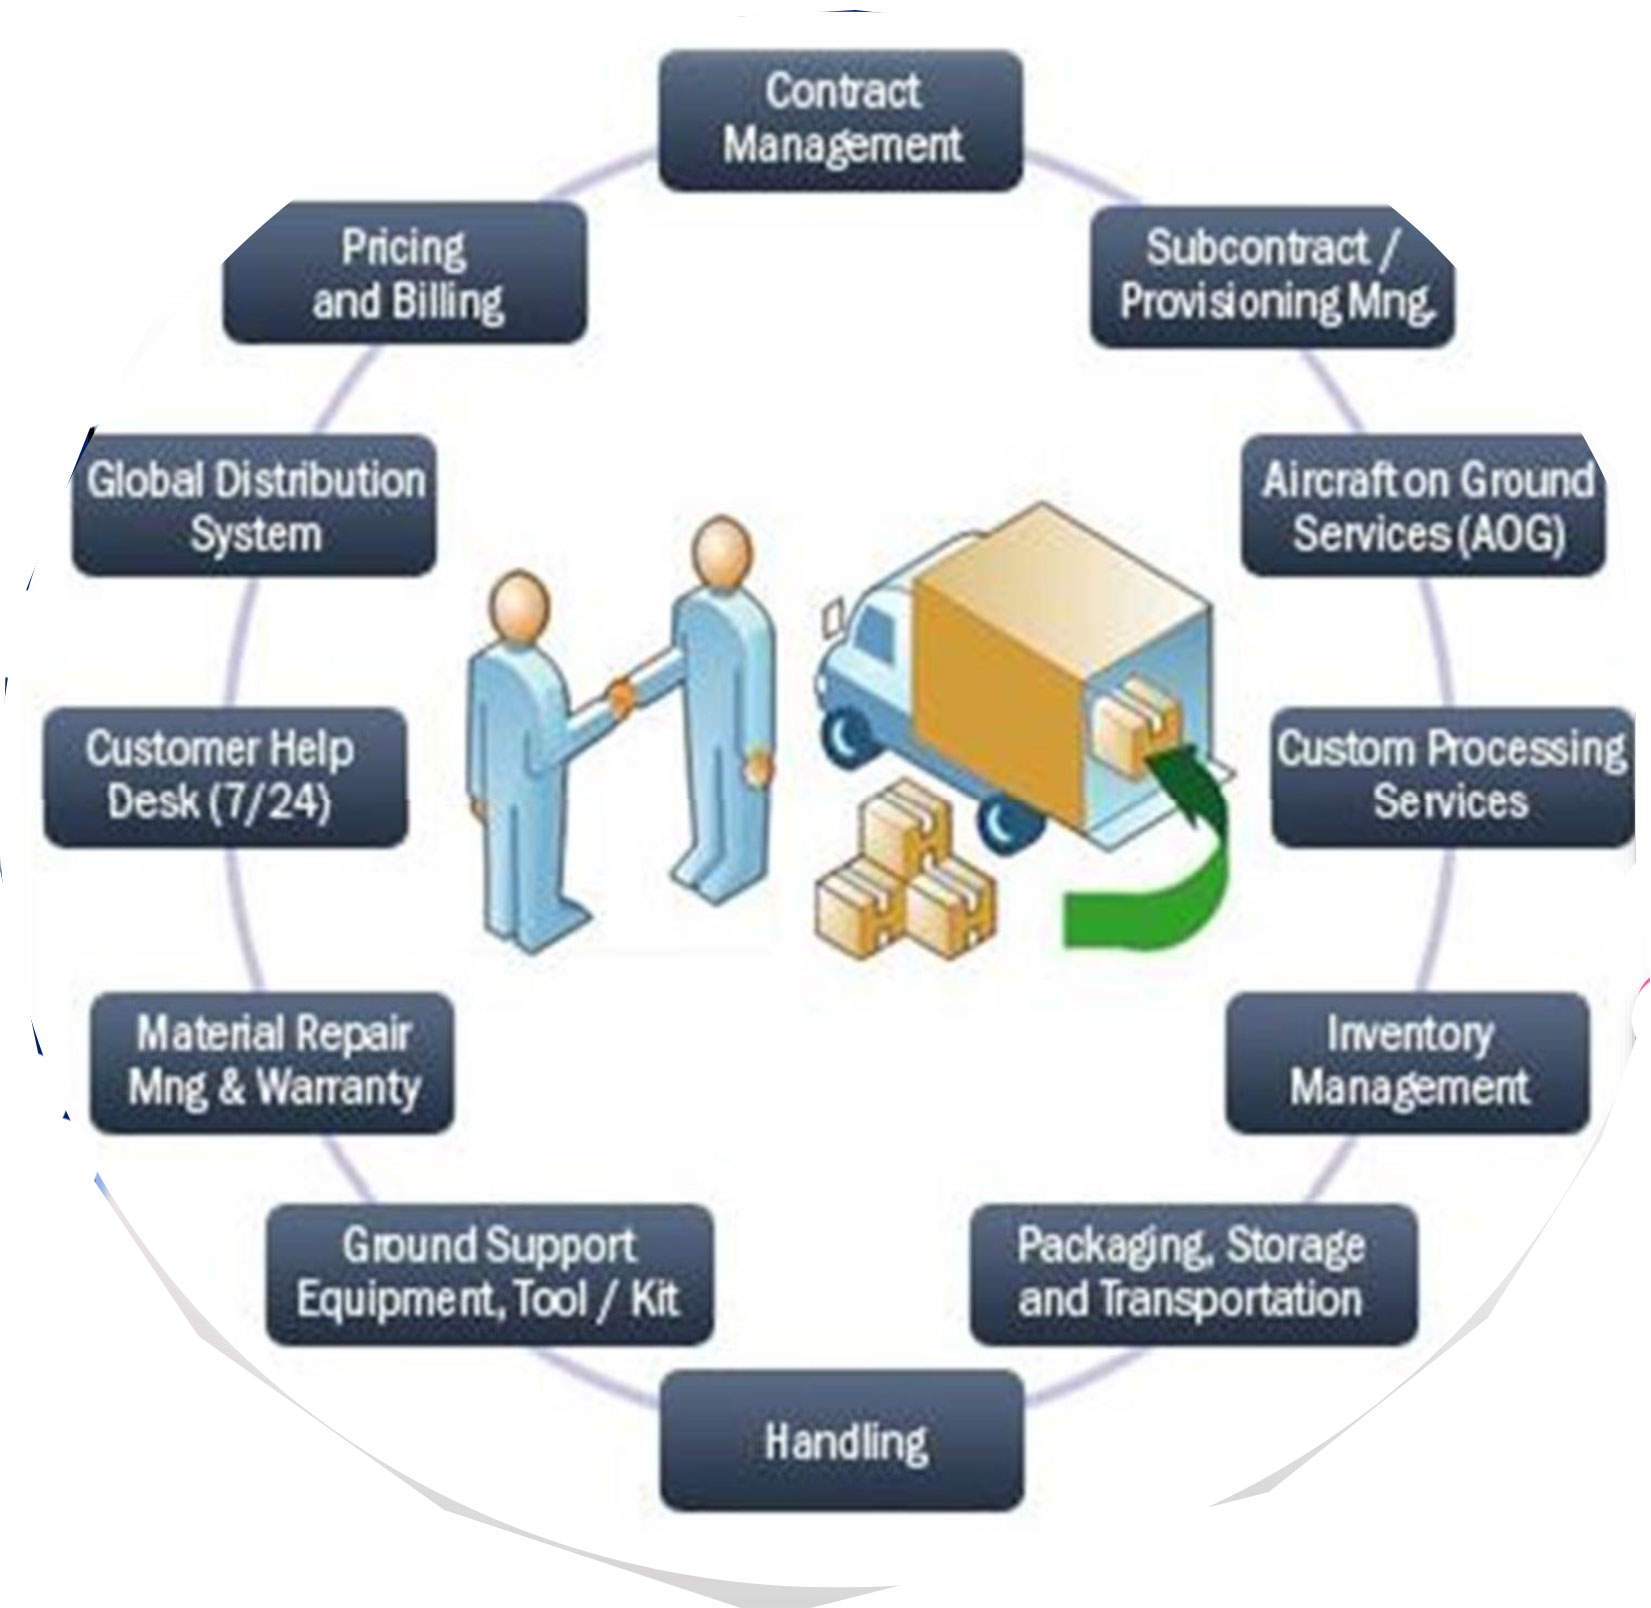 Contract
Management
Subcontract /
Provisioning Mng.
Aircraft on Ground
Services (AOG)
Custom Processing
Services
Inventory
Management
Packaging, Storage
and Transportation
Handling
Ground Support
Equipment, Tool / Kit
Material Repair
Mng & Warranty
Customer Help
Desk (7/24)
Global Distribution
System
Pricing
and Billing